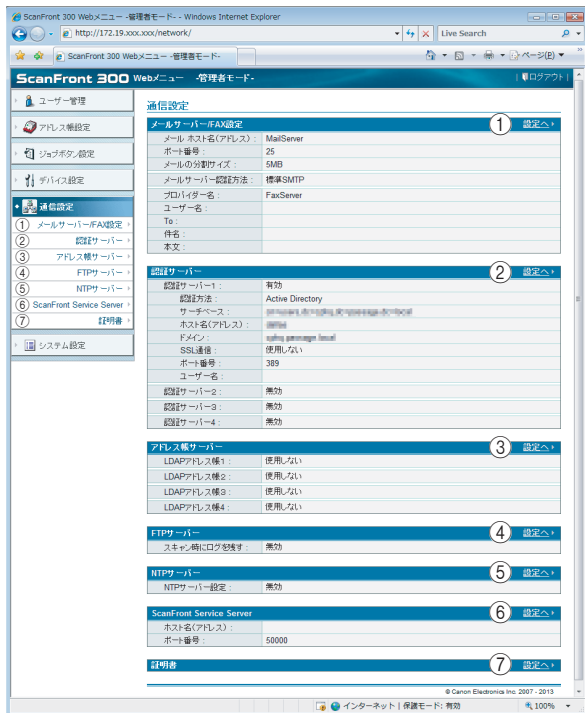 ScanFront 300 Webメニュー -管理者モード- - Windows Internet Explorer
http://172.19.xxx.xxx/network/
Live Search
ScanFront 300 Webメニュー -管理者モード-
ページ(P)
ScanFront 300 Webメニュー -管理者モード-
ログアウト
ユーザー管理
アドレス帳設定
ジョブボタン設定
デバイス設定
通信設定
① メールサーバー/FAX設定
② 認証サーバー
③ アドレス帳サーバー
④ FTPサーバー
⑤ NTPサーバー
⑥ ScanFront Service Server
⑦ 証明書
システム設定
通信設定
メールサーバー/FAX設定 ① 設定へ
メール ホスト名(アドレス) : MailServer
ポート番号 : 25
メールの分割サイズ : 5MB
メールサーバー認証方法 : 標準SMTP
プロバイダー名 : FaxServer
ユーザー名 :
To :
件名 :
本文 :
認証サーバー ② 設定へ
認証サーバー1 : 有効
認証方法 : Active Directory
サーチベース :
ホスト名(アドレス) :
ドメイン :
SSL通信 : 使用しない
ポート番号 : 389
ユーザー名 :
認証サーバー2 : 無効
認証サーバー3 : 無効
認証サーバー4 : 無効
アドレス帳サーバー ③ 設定へ
LDAPアドレス帳1 : 使用しない
LDAPアドレス帳2 : 使用しない
LDAPアドレス帳3 : 使用しない
LDAPアドレス帳4 : 使用しない
FTPサーバー ④ 設定へ
スキャン時にログを残す : 無効
NTPサーバー ⑤ 設定へ
NTPサーバー設定 : 無効
ScanFront Service Server ⑥ 設定へ
ホスト名(アドレス) :
ポート番号 : 50000
証明書 ⑦ 設定へ
© Canon Electronics Inc. 2007 - 2013
インターネット | 保護モード: 有効
100%